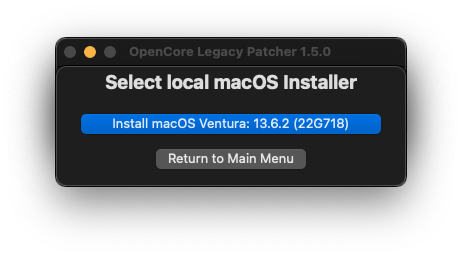 OpenCore Legacy Patcher 1.5.0
Select local macOS Installer
Install macOS Ventura: 13.6.2 (22G718)
Return to Main Menu